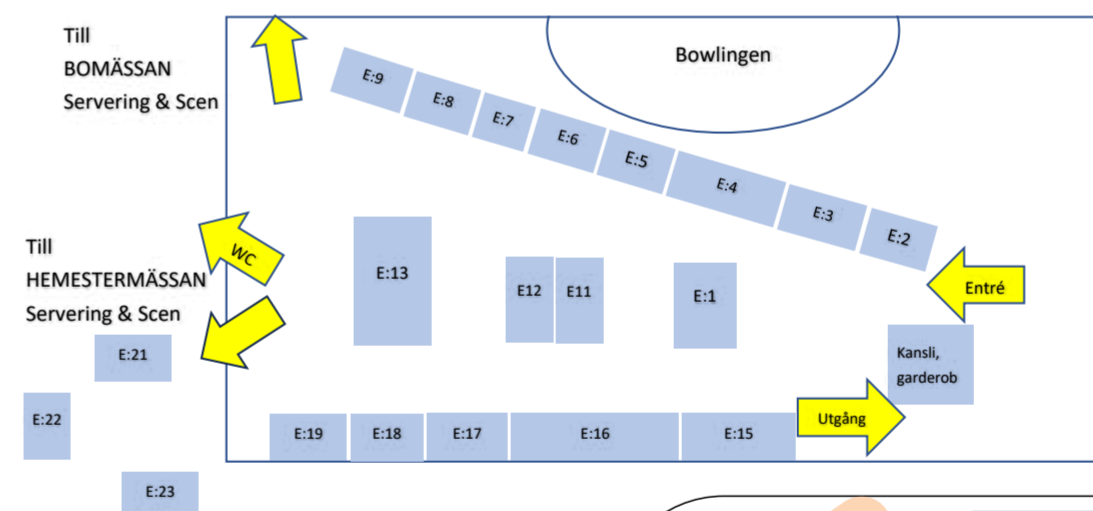 Till
BOMÄSSAN
Servering & Scen
Bowlingen
E:9
E:8
E:7
E:6
E:5
E:4
E:3
E:2
WC
Till
HEMESTERMÄSSAN
Servering & Scen
E:13
E12
E11
E:1
Entré
E:21
Kansli,
garderob
E:22
E:19
E:18
E:17
E:16
E:15
Utgång
E:23